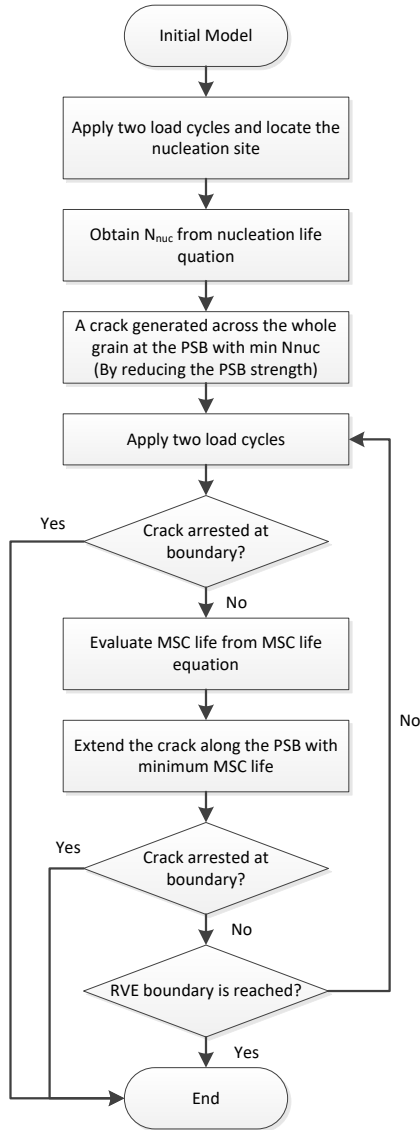 Initial Model
Apply two load cycles and locate the
nucleation site
Obtain Nnuc from nucleation life
quation
A crack generated across the whole
grain at the PSB with min Nnuc
(By reducing the PSB strength)
Apply two load cycles
Yes
Crack arrested at
boundary?
No
Evaluate MSC life from MSC life
equation
No
Extend the crack along the PSB with
minimum MSC life
Yes
Crack arrested at
boundary?
No
RVE boundary is reached?
Yes
End